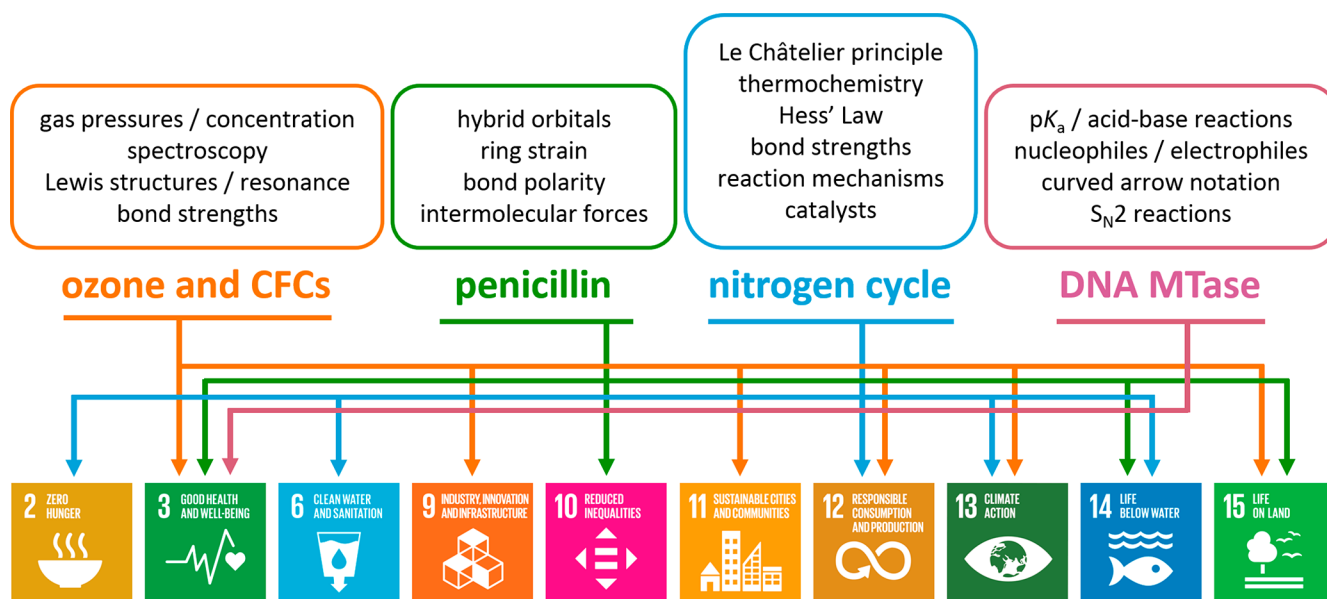 gas pressures / concentration
spectroscopy
Lewis structures / resonance
bond strengths
hybrid orbitals
ring strain
bond polarity
intermolecular forces
Le Châtelier principle
thermochemistry
Hess’ Law
bond strengths
reaction mechanisms
catalysts
pKa / acid-base reactions
nucleophiles / electrophiles
curved arrow notation
SN2 reactions
ozone and CFCs
penicillin
nitrogen cycle
DNA MTase
2 ZERO
HUNGER
3 GOOD HEALTH
AND WELL-BEING
6 CLEAN WATER
AND SANITATION
9 INDUSTRY, INNOVATION
AND INFRASTRUCTURE
10 REDUCED
INEQUALITIES
11 SUSTAINABLE CITIES
AND COMMUNITIES
12 RESPONSIBLE
CONSUMPTION
AND PRODUCTION
13 CLIMATE
ACTION
14 LIFE
BELOW WATER
15 LIFE
ON LAND